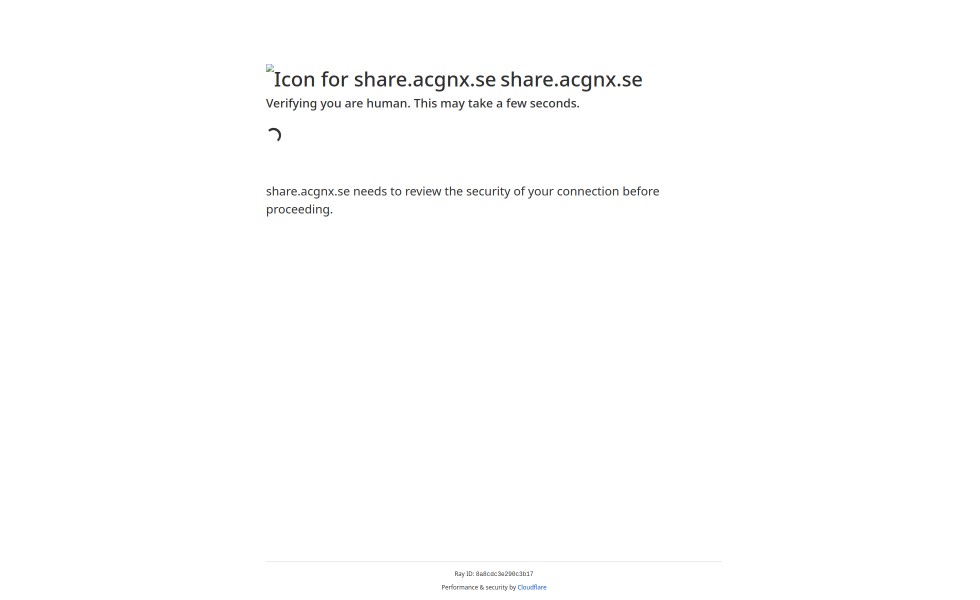 Icon for share.acgnx.se share.acgnx.se
Verifying you are human. This may take a few seconds.
share.acgnx.se needs to review the security of your connection before
proceeding.
Ray ID: 8a8cdc3e290c3b17
Performance & security by Cloudflare